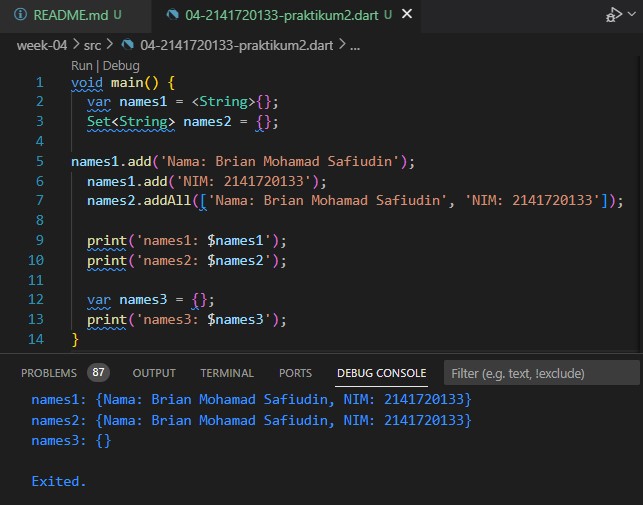 README.md U 04-2141720133-praktikum2.dart U
week-04 > src > 04-2141720133-praktikum2.dart > ...
Run | Debug
1 void main() {
2 var names1 = <String>{};
3 Set<String> names2 = {};
4
5 names1.add('Nama: Brian Mohamad Safiudin');
6 names1.add('NIM: 2141720133');
7 names2.addAll(['Nama: Brian Mohamad Safiudin', 'NIM: 2141720133']);
8
9 print('names1: $names1');
10 print('names2: $names2');
11
12 var names3 = {};
13 print('names3: $names3');
14 }
PROBLEMS 87 OUTPUT TERMINAL PORTS DEBUG CONSOLE Filter (e.g. text, !exclude)
names1: {Nama: Brian Mohamad Safiudin, NIM: 2141720133}
names2: {Nama: Brian Mohamad Safiudin, NIM: 2141720133}
names3: {}
Exited.